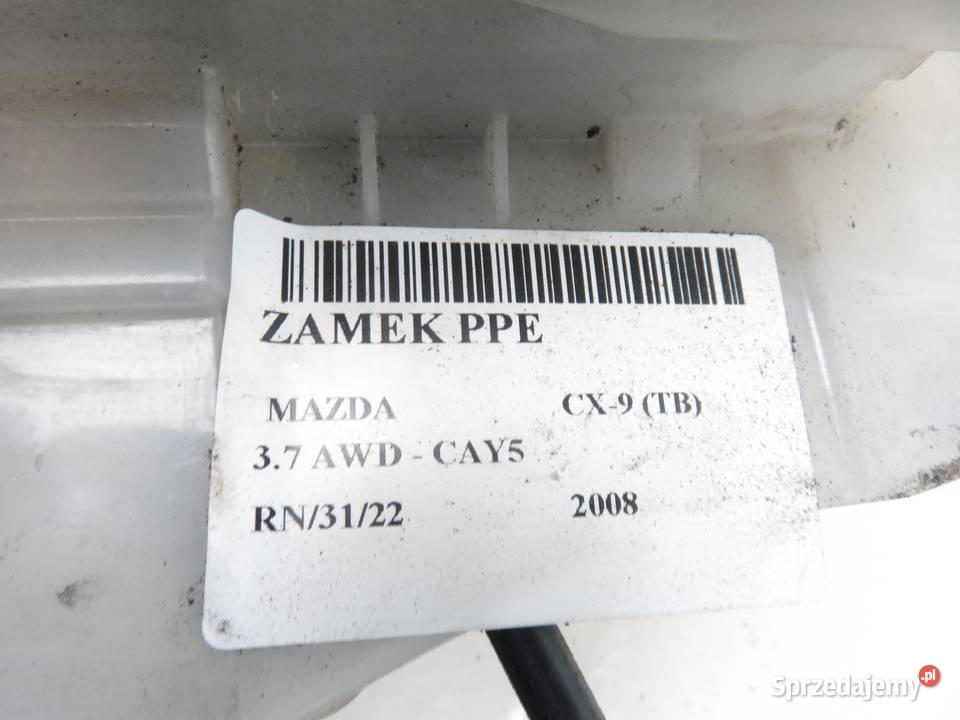 ZAMEK PPE
MAZDA CX-9 (TB)
3.7 AWD - CAY5
RN/31/22 2008
Sprzedajemy.pl